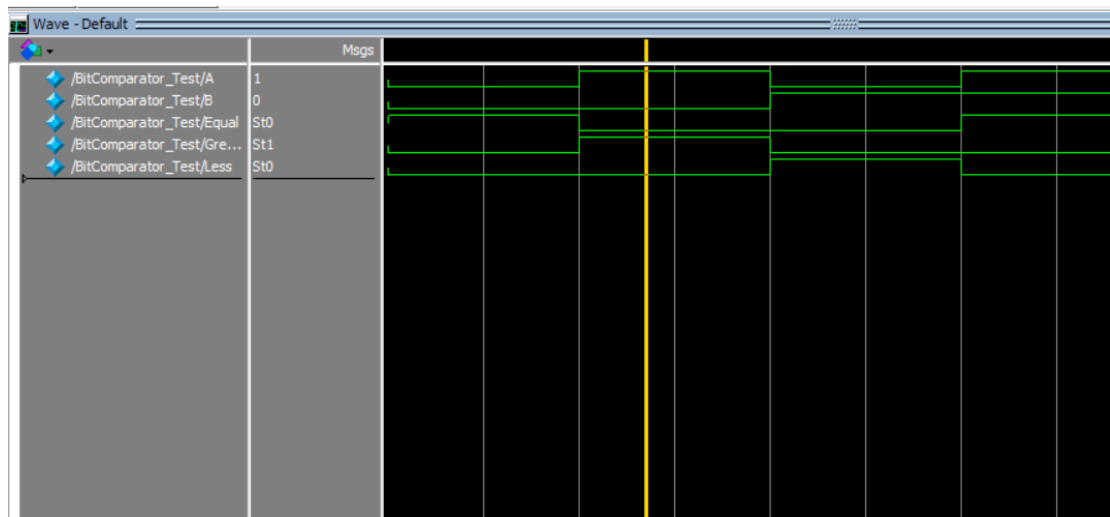 Wave - Default
Msgs
/BitComparator_Test/A 1
/BitComparator_Test/B 0
/BitComparator_Test/Equal St0
/BitComparator_Test/Gre... St1
/BitComparator_Test/Less St0